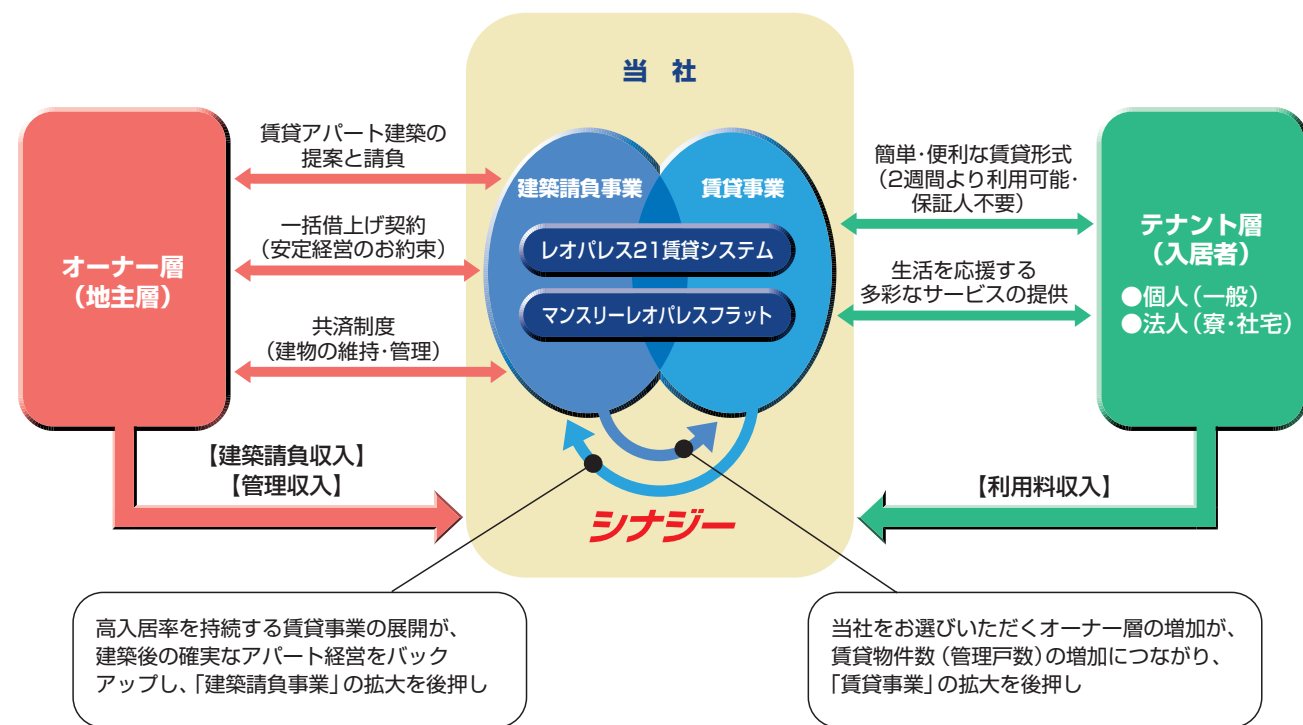 当 社
賃貸アパート建築の
提案と請負
一括借上げ契約
(安定経営のお約束)
共済制度
(建物の維持・管理)
オーナー層
(地主層)
建築請負事業
賃貸事業
レオパレス21賃貸システム
マンスリーレオパレスフラット
簡単・便利な賃貸形式
(2週間より利用可能・
保証人不要)
生活を応援する
多彩なサービスの提供
テナント層
(入居者)
●個人(一般)
●法人(寮・社宅)
【建築請負収入】
【管理収入】
【利用料収入】
シナジー
高入居率を持続する賃貸事業の展開が、
建築後の確実なアパート経営をバック
アップし、「建築請負事業」の拡大を後押し
当社をお選びいただくオーナー層の増加が、
賃貸物件数(管理戸数)の増加につながり、
「賃貸事業」の拡大を後押し